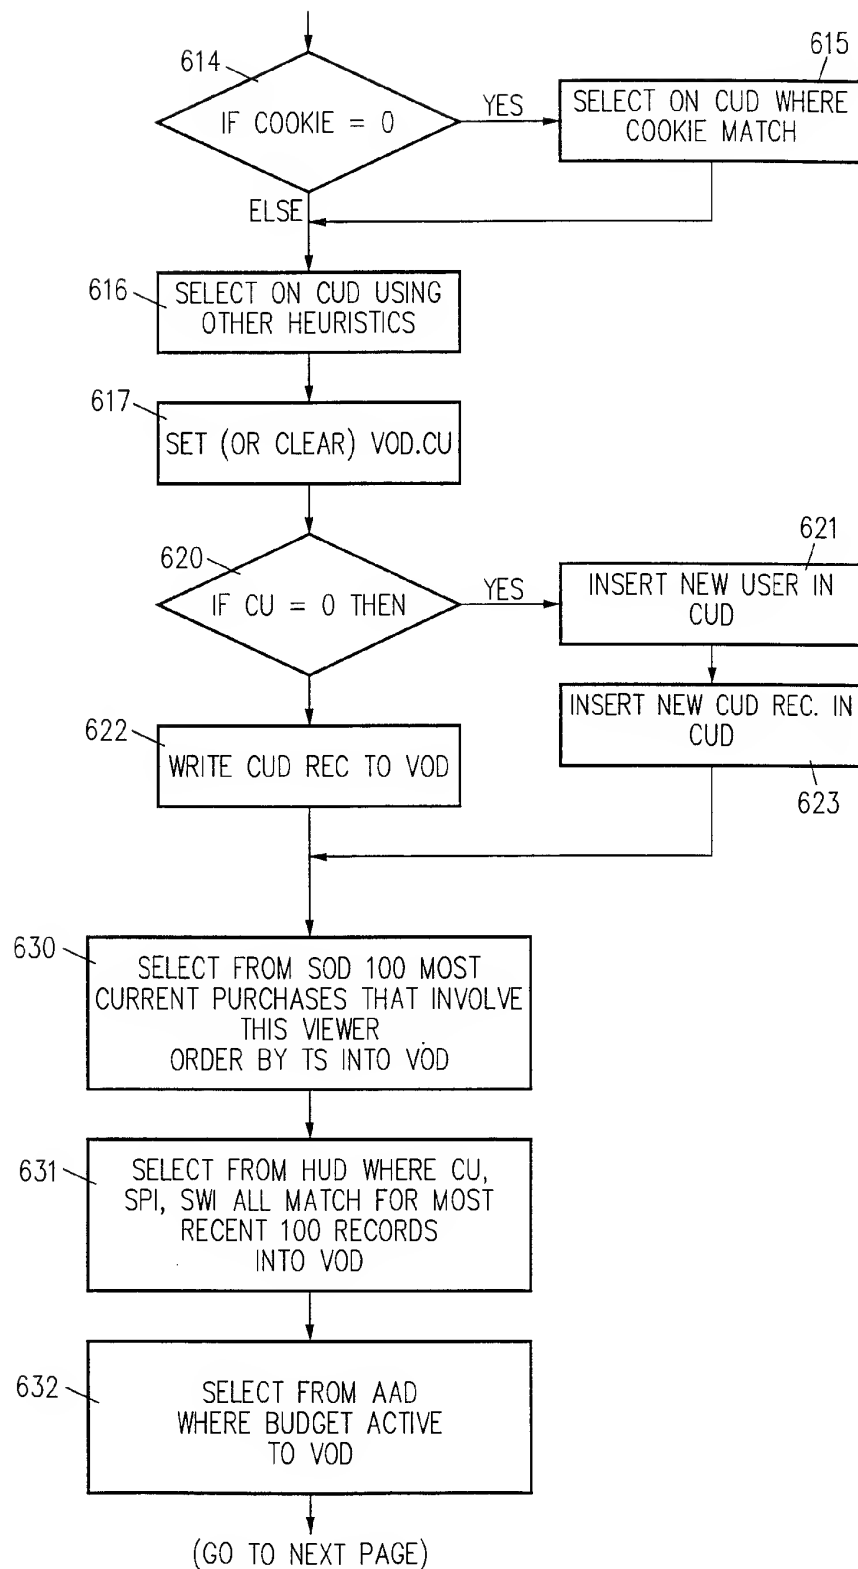 614
IF COOKIE = 0
YES
615
SELECT ON CUD WHERE
COOKIE MATCH
ELSE
616
SELECT ON CUD USING
OTHER HEURISTICS
617
SET (OR CLEAR) VOD.CU
620
IF CU = 0 THEN
YES
621
INSERT NEW USER IN
CUD
INSERT NEW CUD REC. IN
CUD
623
622
WRITE CUD REC TO VOD
630
SELECT FROM SOD 100 MOST
CURRENT PURCHASES THAT INVOLVE
THIS VIEWER
ORDER BY TS INTO VOD
631
SELECT FROM HUD WHERE CU,
SPI, SWI ALL MATCH FOR MOST
RECENT 100 RECORDS
INTO VOD
632
SELECT FROM AAD
WHERE BUDGET ACTIVE
TO VOD
(GO TO NEXT PAGE)